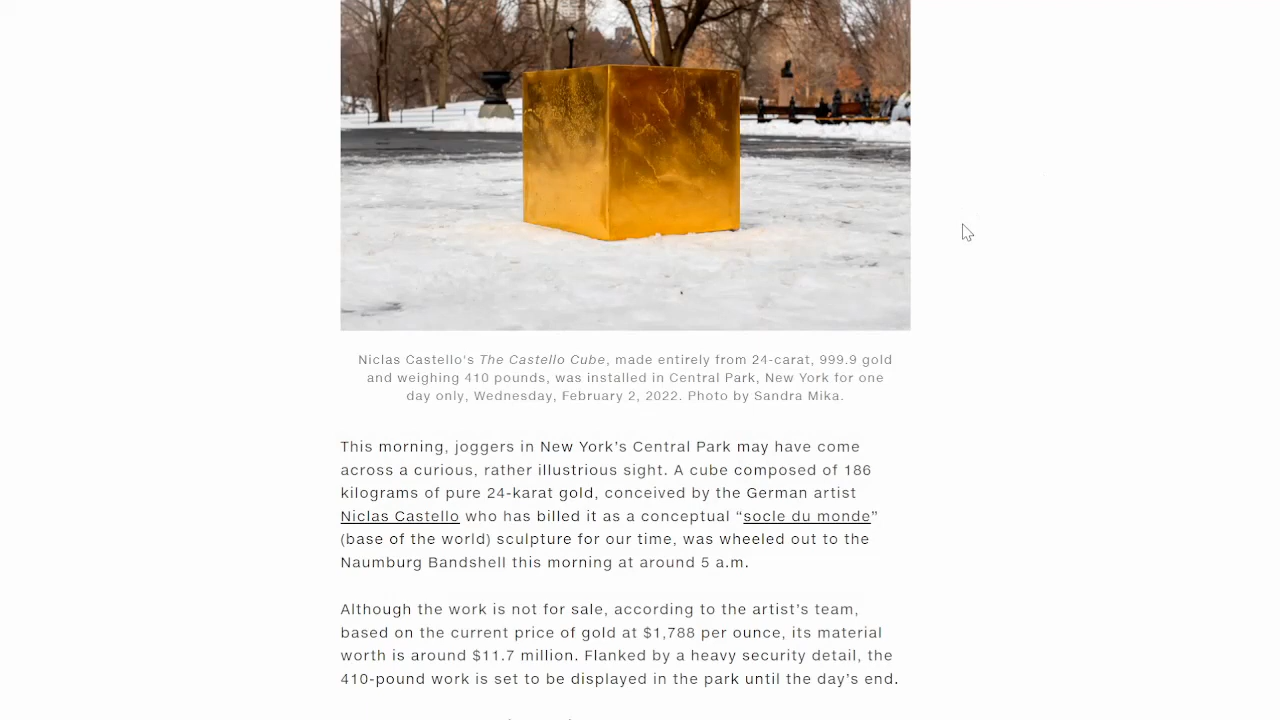 Niclas Castello's The Castello Cube, made entirely from 24-carat, 999.9 gold
and weighing 410 pounds, was installed in Central Park, New York for one
day only, Wednesday, February 2, 2022. Photo by Sandra Mika.
This morning, joggers in New York’s Central Park may have come
across a curious, rather illustrious sight. A cube composed of 186
kilograms of pure 24-karat gold, conceived by the German artist
Niclas Castello who has billed it as a conceptual “socle du monde”
(base of the world) sculpture for our time, was wheeled out to the
Naumburg Bandshell this morning at around 5 a.m.
Although the work is not for sale, according to the artist’s team,
based on the current price of gold at $1,788 per ounce, its material
worth is around $11.7 million. Flanked by a heavy security detail, the
410-pound work is set to be displayed in the park until the day’s end.